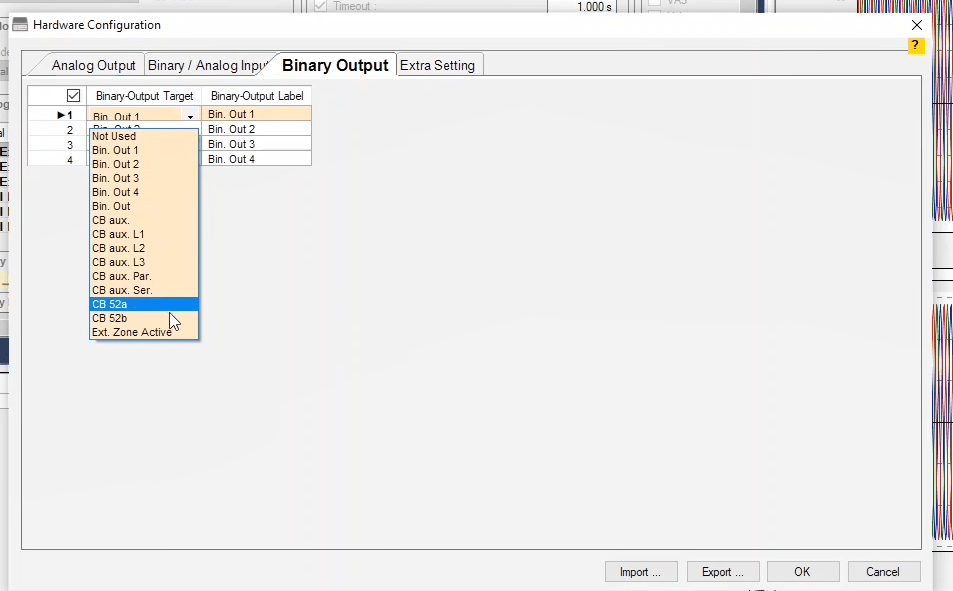 Timeout :
1.000 s
Hardware Configuration
?
Analog Output
Binary / Analog Input
Binary Output
Extra Setting
Binary-Output Target
Binary-Output Label
1
Bin. Out 1
Bin. Out 1
2
Bin. Out 2
Bin. Out 2
3
Bin. Out 3
4
Bin. Out 4
Not Used
Bin. Out 1
Bin. Out 2
Bin. Out 3
Bin. Out 4
Bin. Out
CB aux.
CB aux. L1
CB aux. L2
CB aux. L3
CB aux. Par.
CB aux. Ser.
CB 52a
CB 52b
Ext. Zone Active
Import ...
Export ...
OK
Cancel